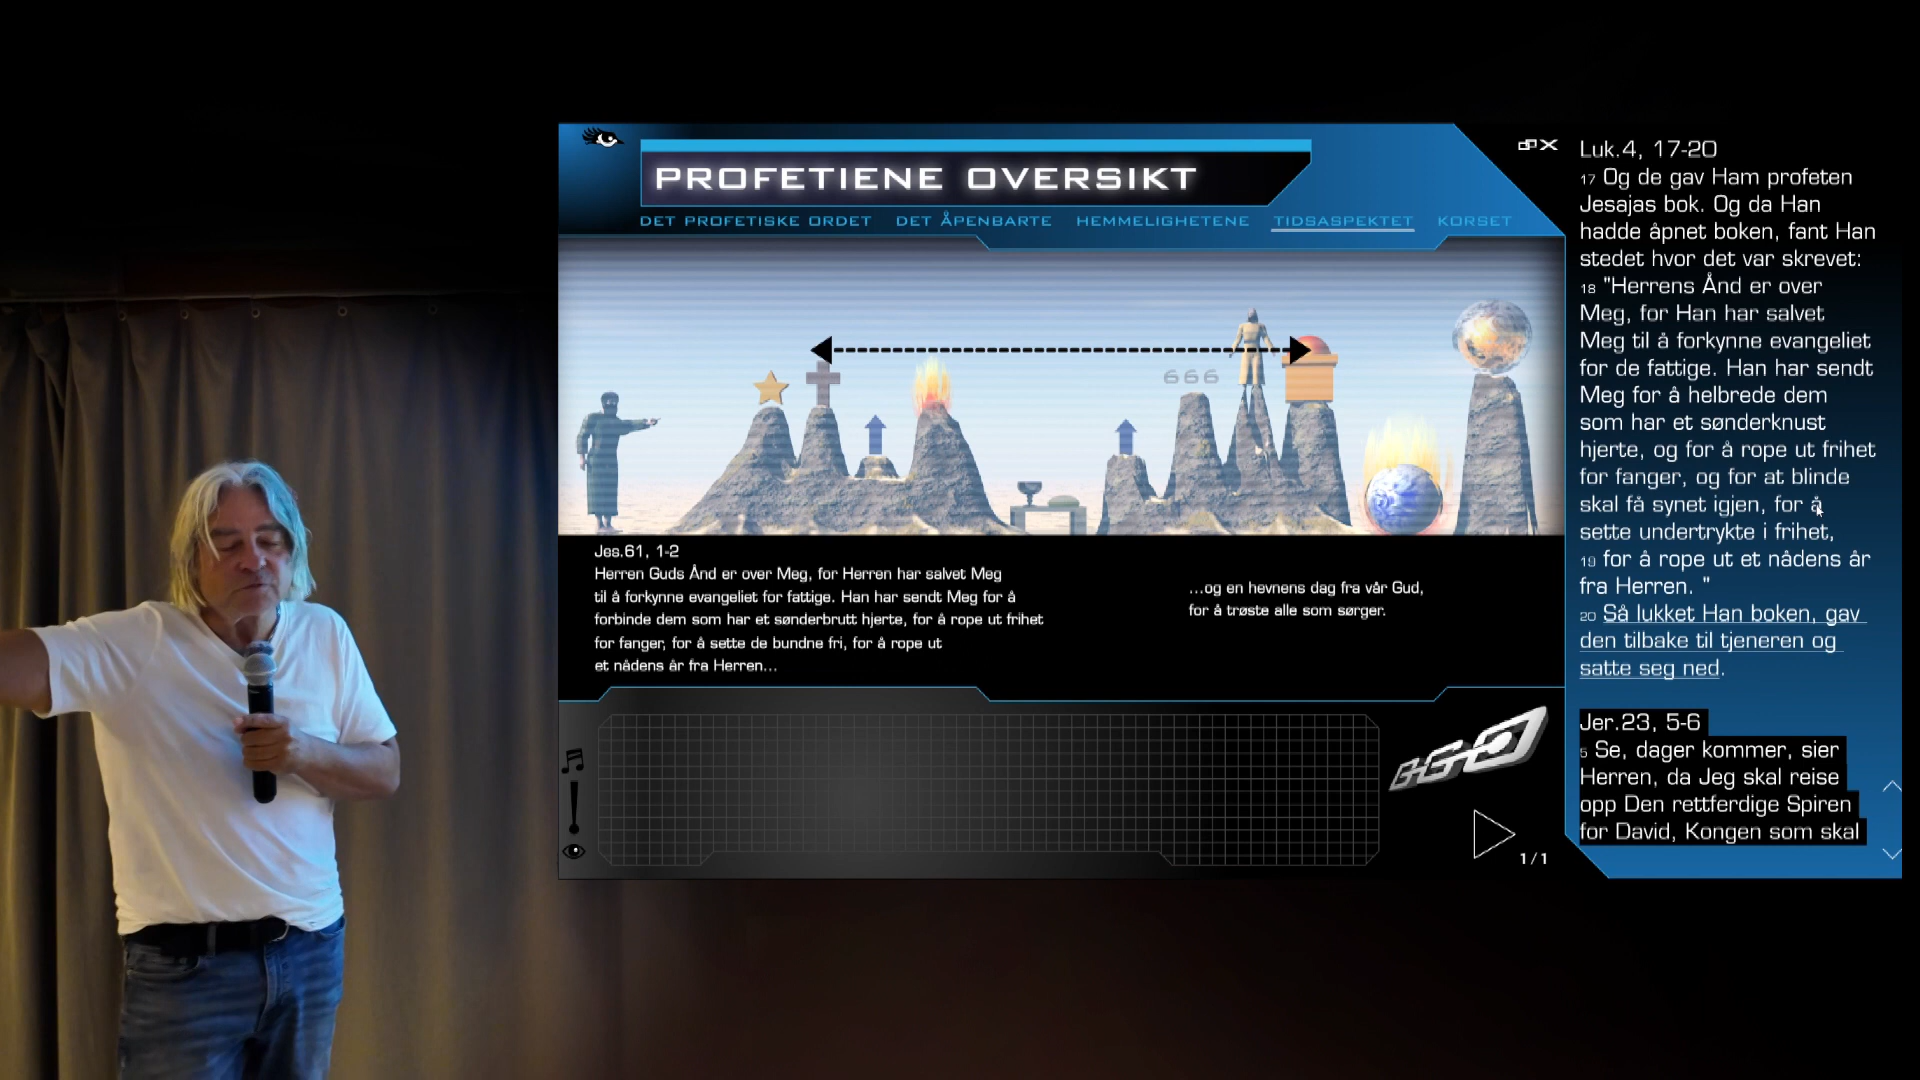 PROFETIENE OVERSIKT
DET PROFETISKE ORDET DET ÅPENBARTE HEMMELIGHETENE TIDSASPEKTET KORSET
666
Jes.61, 1-2
Herren Guds Ånd er over Meg, for Herren har salvet Meg
til å forkynne evangeliet for fattige. Han har sendt Meg for å
forbinde dem som har et sønderbrutt hjerte, for å rope ut frihet
for fanger, for å sette de bundne fri, for å rope ut
et nådens år fra Herren...
...og en hevnens dag fra vår Gud,
for å trøste alle som sørger.
1/1
Luk.4, 17-20
17 Og de gav Ham profeten
Jesajas bok. Og da Han
hadde åpnet boken, fant Han
stedet hvor det var skrevet:
18 "Herrens Ånd er over
Meg, for Han har salvet
Meg til å forkynne evangeliet
for de fattige. Han har sendt
Meg for å helbrede dem
som har et sønderknust
hjerte, og for å rope ut frihet
for fanger, og for at blinde
skal få synet igjen, for å
sette undertrykte i frihet,
19 for å rope ut et nådens år
fra Herren. "
20 Så lukket Han boken, gav
den tilbake til tjeneren og
satte seg ned.
Jer.23, 5-6
5 Se, dager kommer, sier
Herren, da Jeg skal reise
opp Den rettferdige Spiren
for David, Kongen som skal